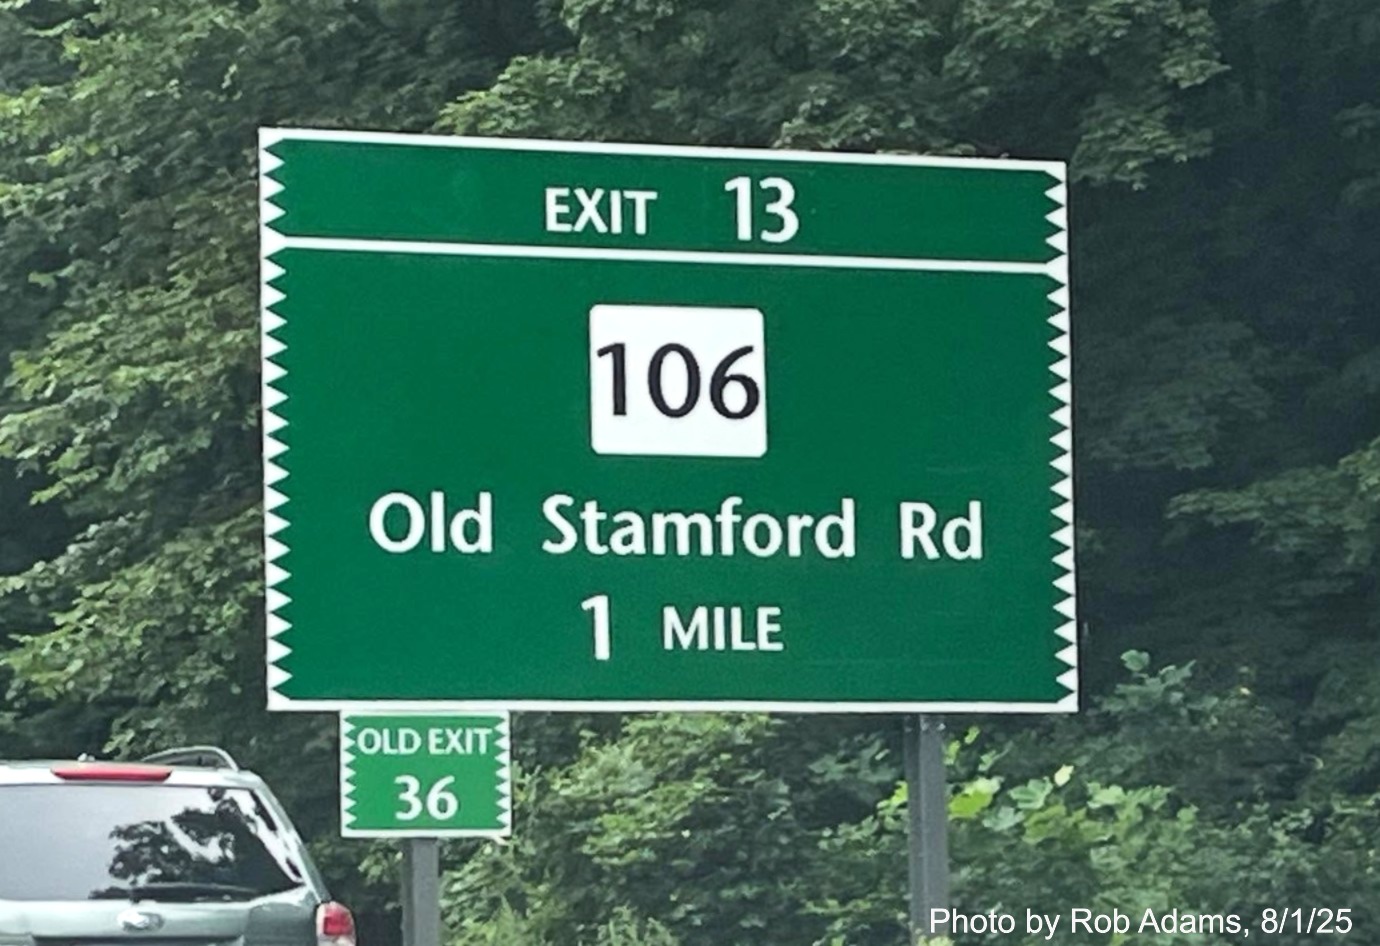 EXIT 13
106
Old Stamford Rd
1 MILE
OLD EXIT
36
Photo by Rob Adams, 8/1/25